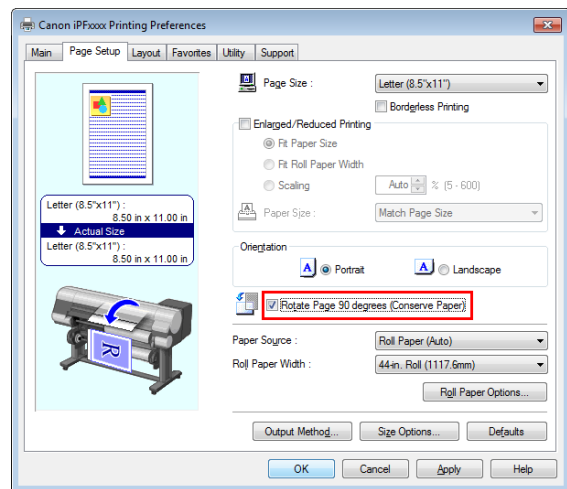 Canon iPFxxxx Printing Preferences
Main Page Setup Layout Favorites Utility Support
Page Size : Letter (8.5"x11")
Borderless Printing
Enlarged/Reduced Printing
Fit Paper Size
Fit Roll Paper Width
Scaling Auto % (5 - 600)
Paper Size : Match Page Size
Letter (8.5"x11") :
8.50 in x 11.00 in
Actual Size
Letter (8.5"x11") :
8.50 in x 11.00 in
Orientation
A Portrait A Landscape
Rotate Page 90 degrees (Conserve Paper)
R
Paper Source : Roll Paper (Auto)
Roll Paper Width : 44-in. Roll (1117.6mm)
Roll Paper Options...
Output Method... Size Options... Defaults
OK Cancel Apply Help